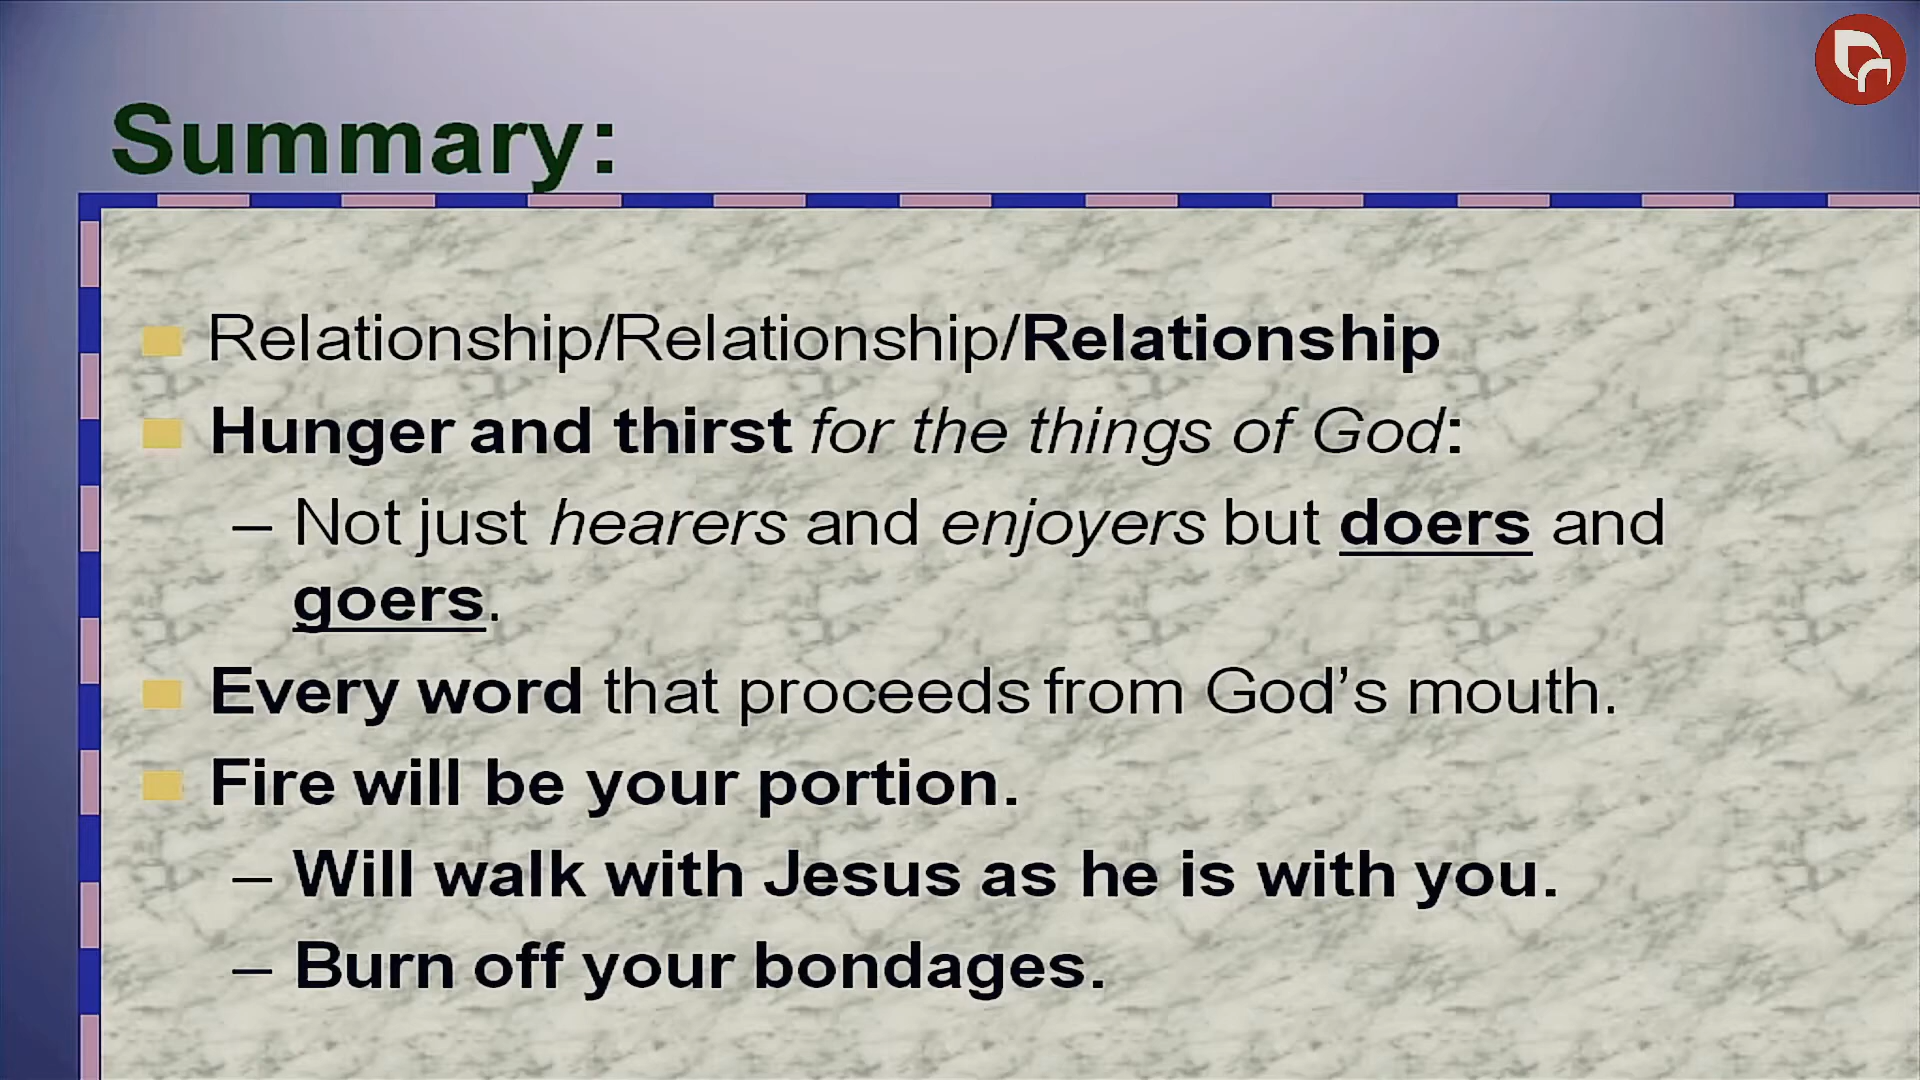 Summary:
Relationship/Relationship/Relationship
Hunger and thirst for the things of God:
– Not just hearers and enjoyers but doers and
goers.
Every word that proceeds from God’s mouth.
Fire will be your portion.
– Will walk with Jesus as he is with you.
– Burn off your bondages.